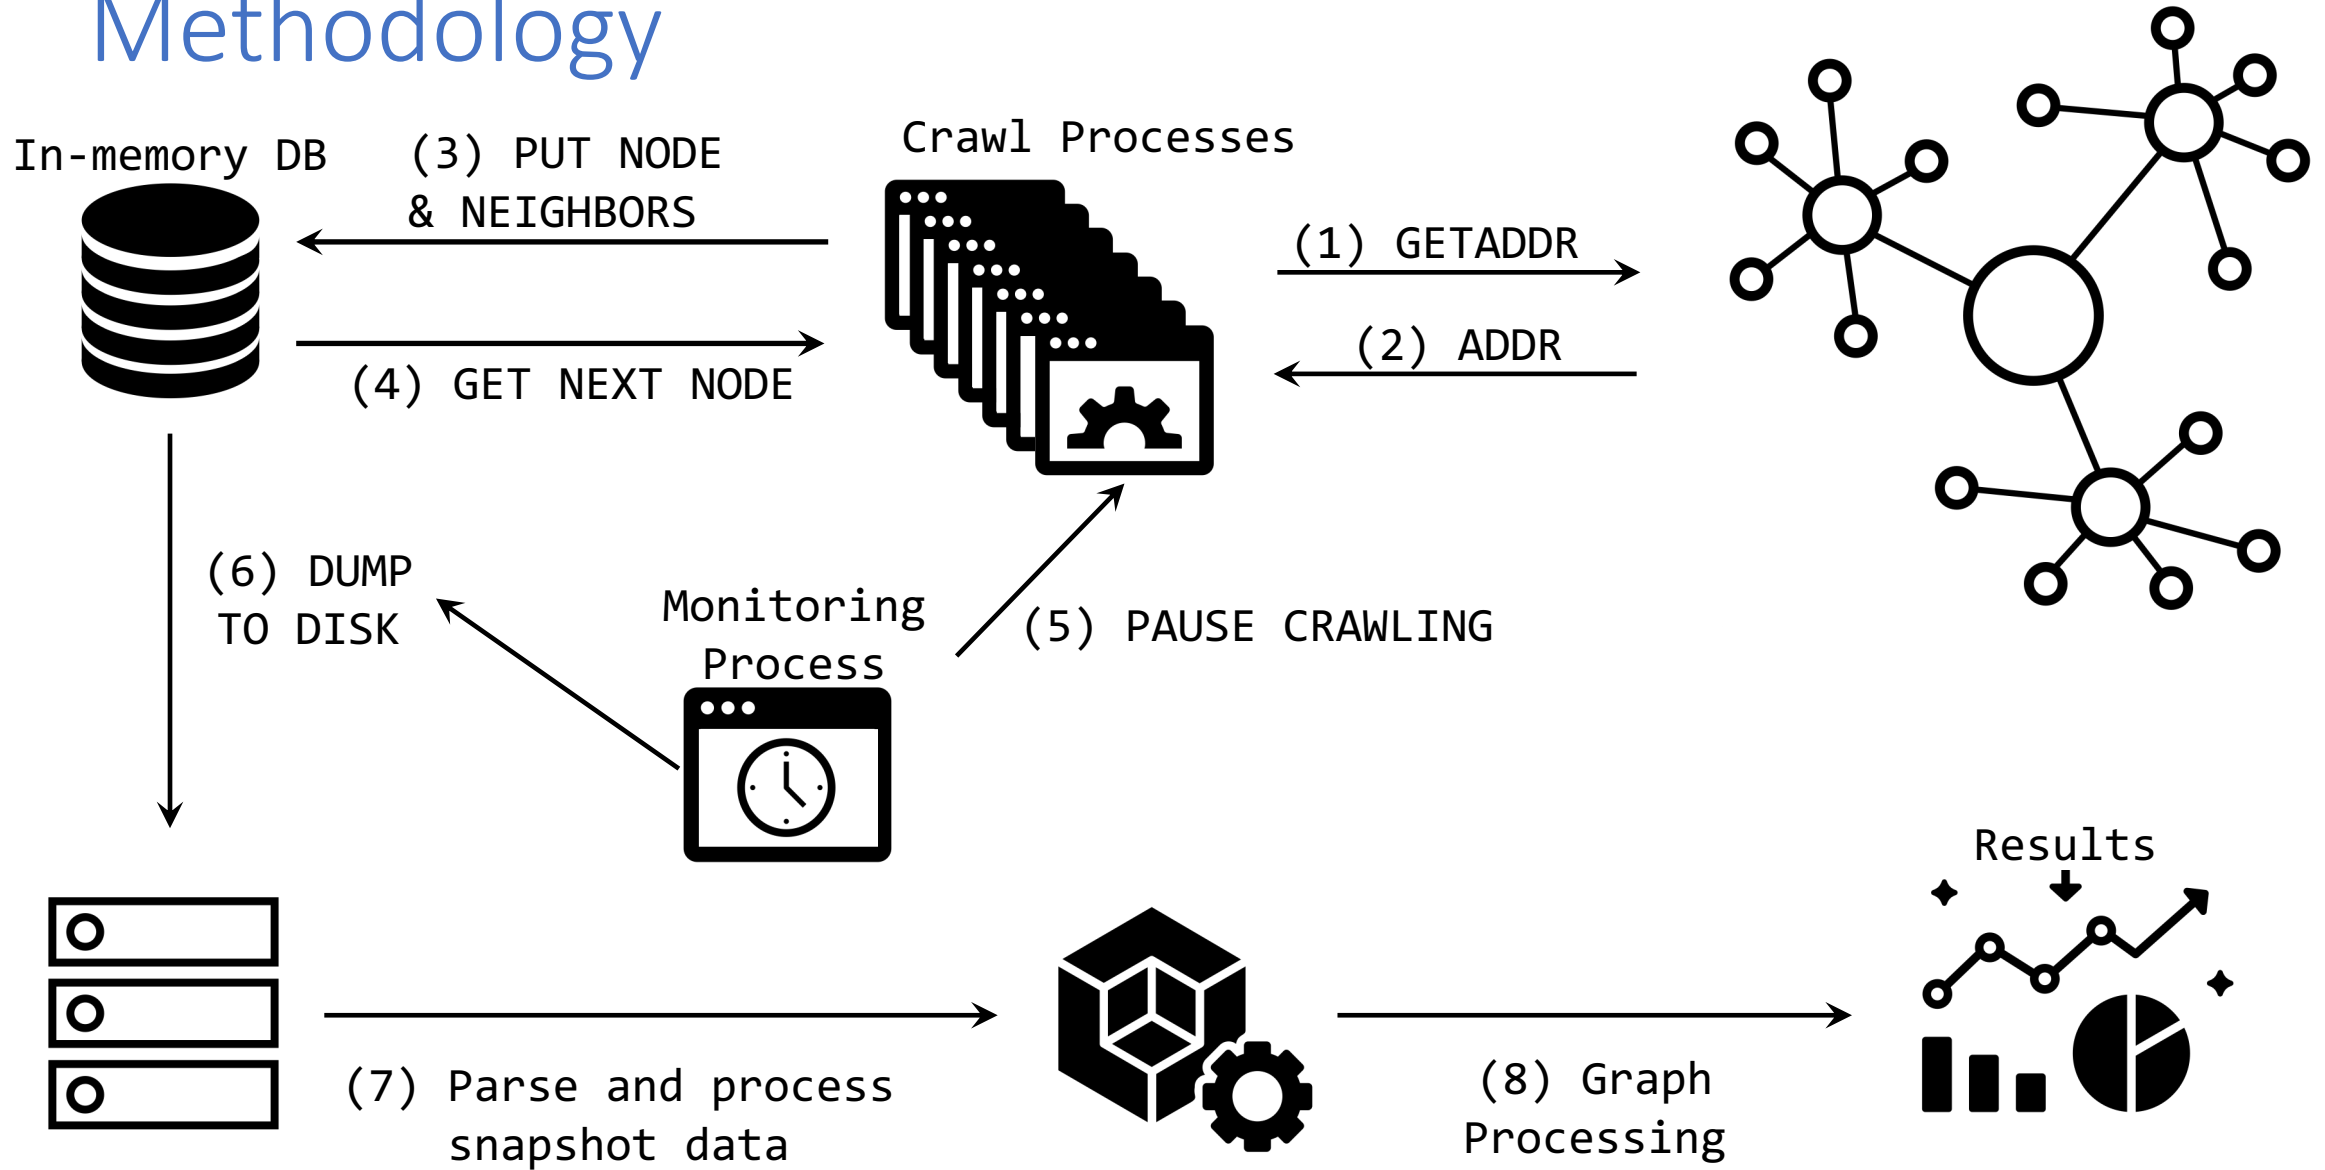 Methodology
In-memory DB
(3) PUT NODE
& NEIGHBORS
Crawl Processes
(1) GETADDR
(2) ADDR
(4) GET NEXT NODE
(6) DUMP
TO DISK
Monitoring
Process
(5) PAUSE CRAWLING
Results
(7) Parse and process
snapshot data
(8) Graph
Processing